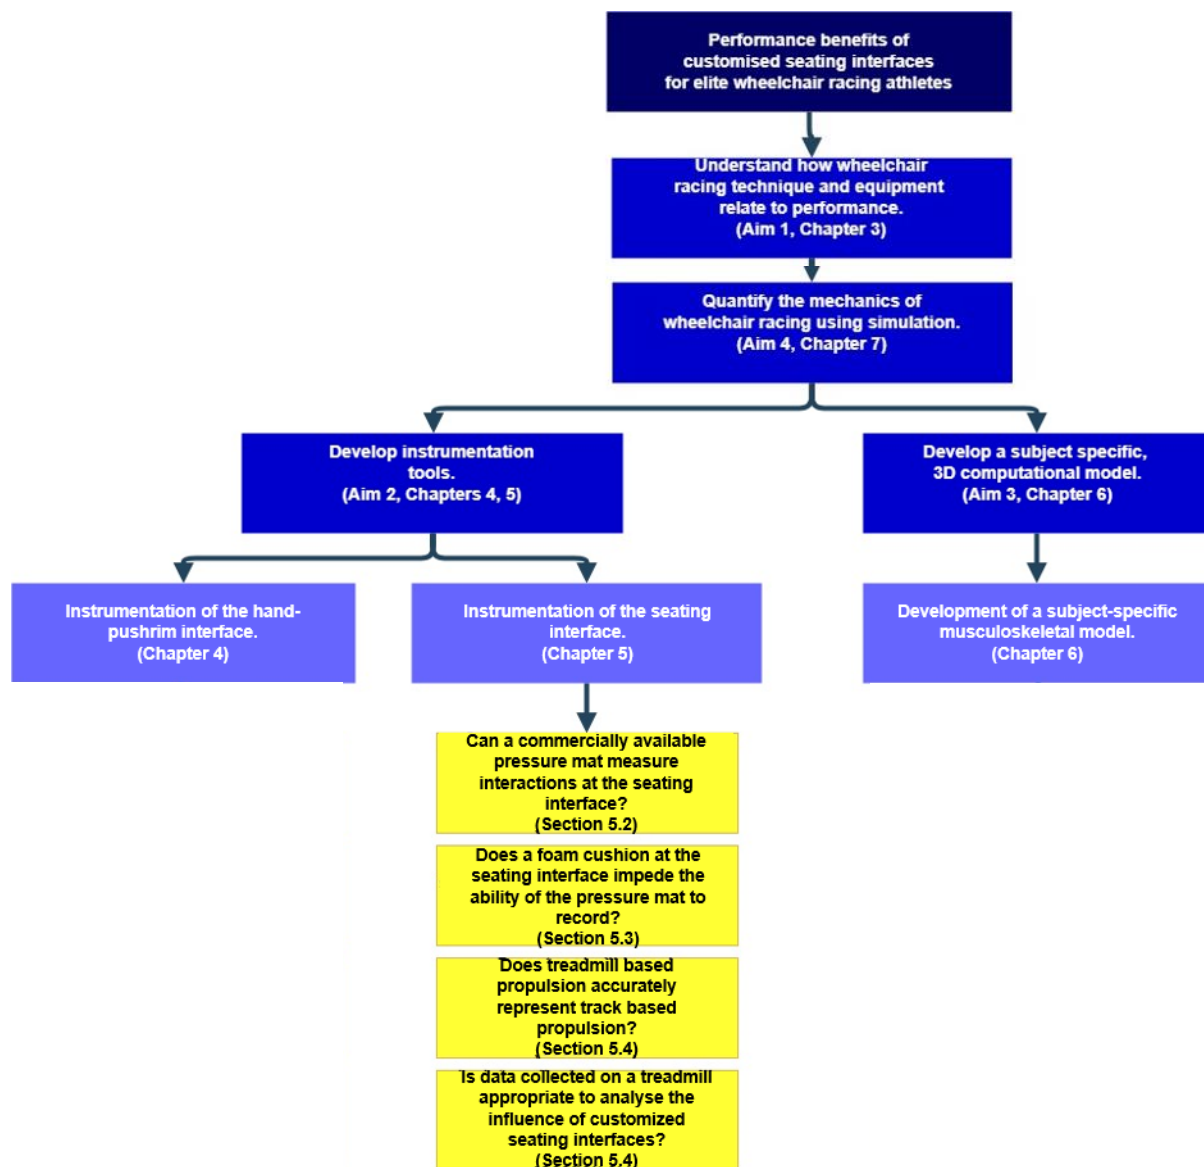 Performance benefits of
customised seating interfaces
for elite wheelchair racing athletes
Understand how wheelchair
racing technique and equipment
relate to performance.
(Aim 1, Chapter 3)
Quantify the mechanics of
wheelchair racing using simulation.
(Aim 4, Chapter 7)
Develop instrumentation
tools.
(Aim 2, Chapters 4, 5)
Develop a subject specific,
3D computational model.
(Aim 3, Chapter 6)
Instrumentation of the hand-
pushrim interface.
(Chapter 4)
Instrumentation of the seating
interface.
(Chapter 5)
Development of a subject-specific
musculoskeletal model.
(Chapter 6)
Can a commercially available
pressure mat measure
interactions at the seating
interface?
(Section 5.2)
Does a foam cushion at the
seating interface impede the
ability of the pressure mat to
record?
(Section 5.3)
Does treadmill based
propulsion accurately
represent track based
propulsion?
(Section 5.4)
Is data collected on a treadmill
appropriate to analyse the
influence of customized
seating interfaces?
(Section 5.4)